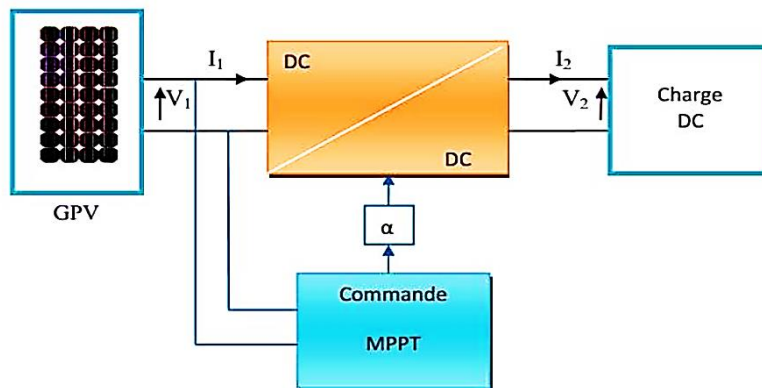 I₁
DC
I₂
V₁
V₂
Charge
DC
DC
GPV
α
Commande
MPPT